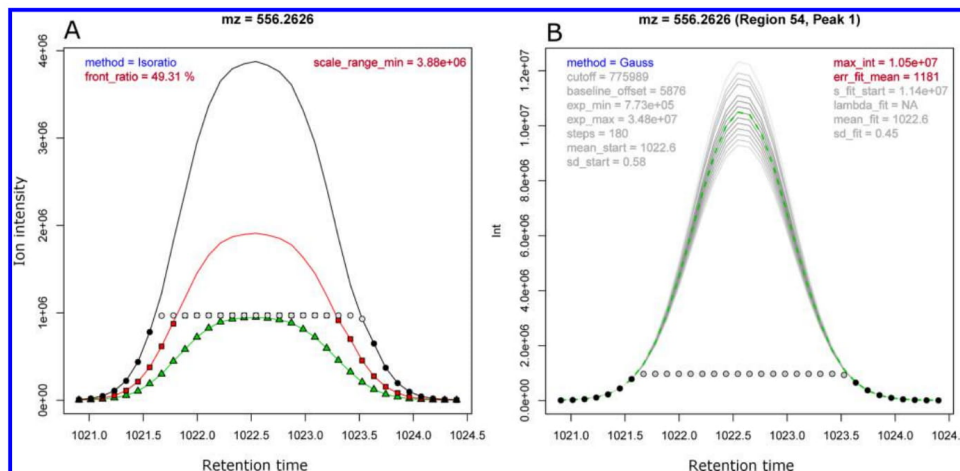 A
mz = 556.2626
method = Isoratio
front_ratio = 49.31 %
scale_range_min = 3.88e+06
Ion intensity
4e+06
3e+06
2e+06
1e+06
0e+00
1021.0 1021.5 1022.0 1022.5 1023.0 1023.5 1024.0 1024.5
Retention time
B
mz = 556.2626 (Region 54, Peak 1)
method = Gauss
cutoff = 775989
baseline_offset = 5876
exp_min = 7.73e+05
exp_max = 3.48e+07
steps = 180
mean_start = 1022.6
sd_start = 0.58
max_int = 1.05e+07
err_fit_mean = 1181
s_fit_start = 1.14e+07
lambda_fit = NA
mean_fit = 1022.6
sd_fit = 0.45
Int
1.2e+07
1.0e+07
8.0e+06
6.0e+06
4.0e+06
2.0e+06
0.0e+00
1021.0 1021.5 1022.0 1022.5 1023.0 1023.5 1024.0 1024.
Retention time